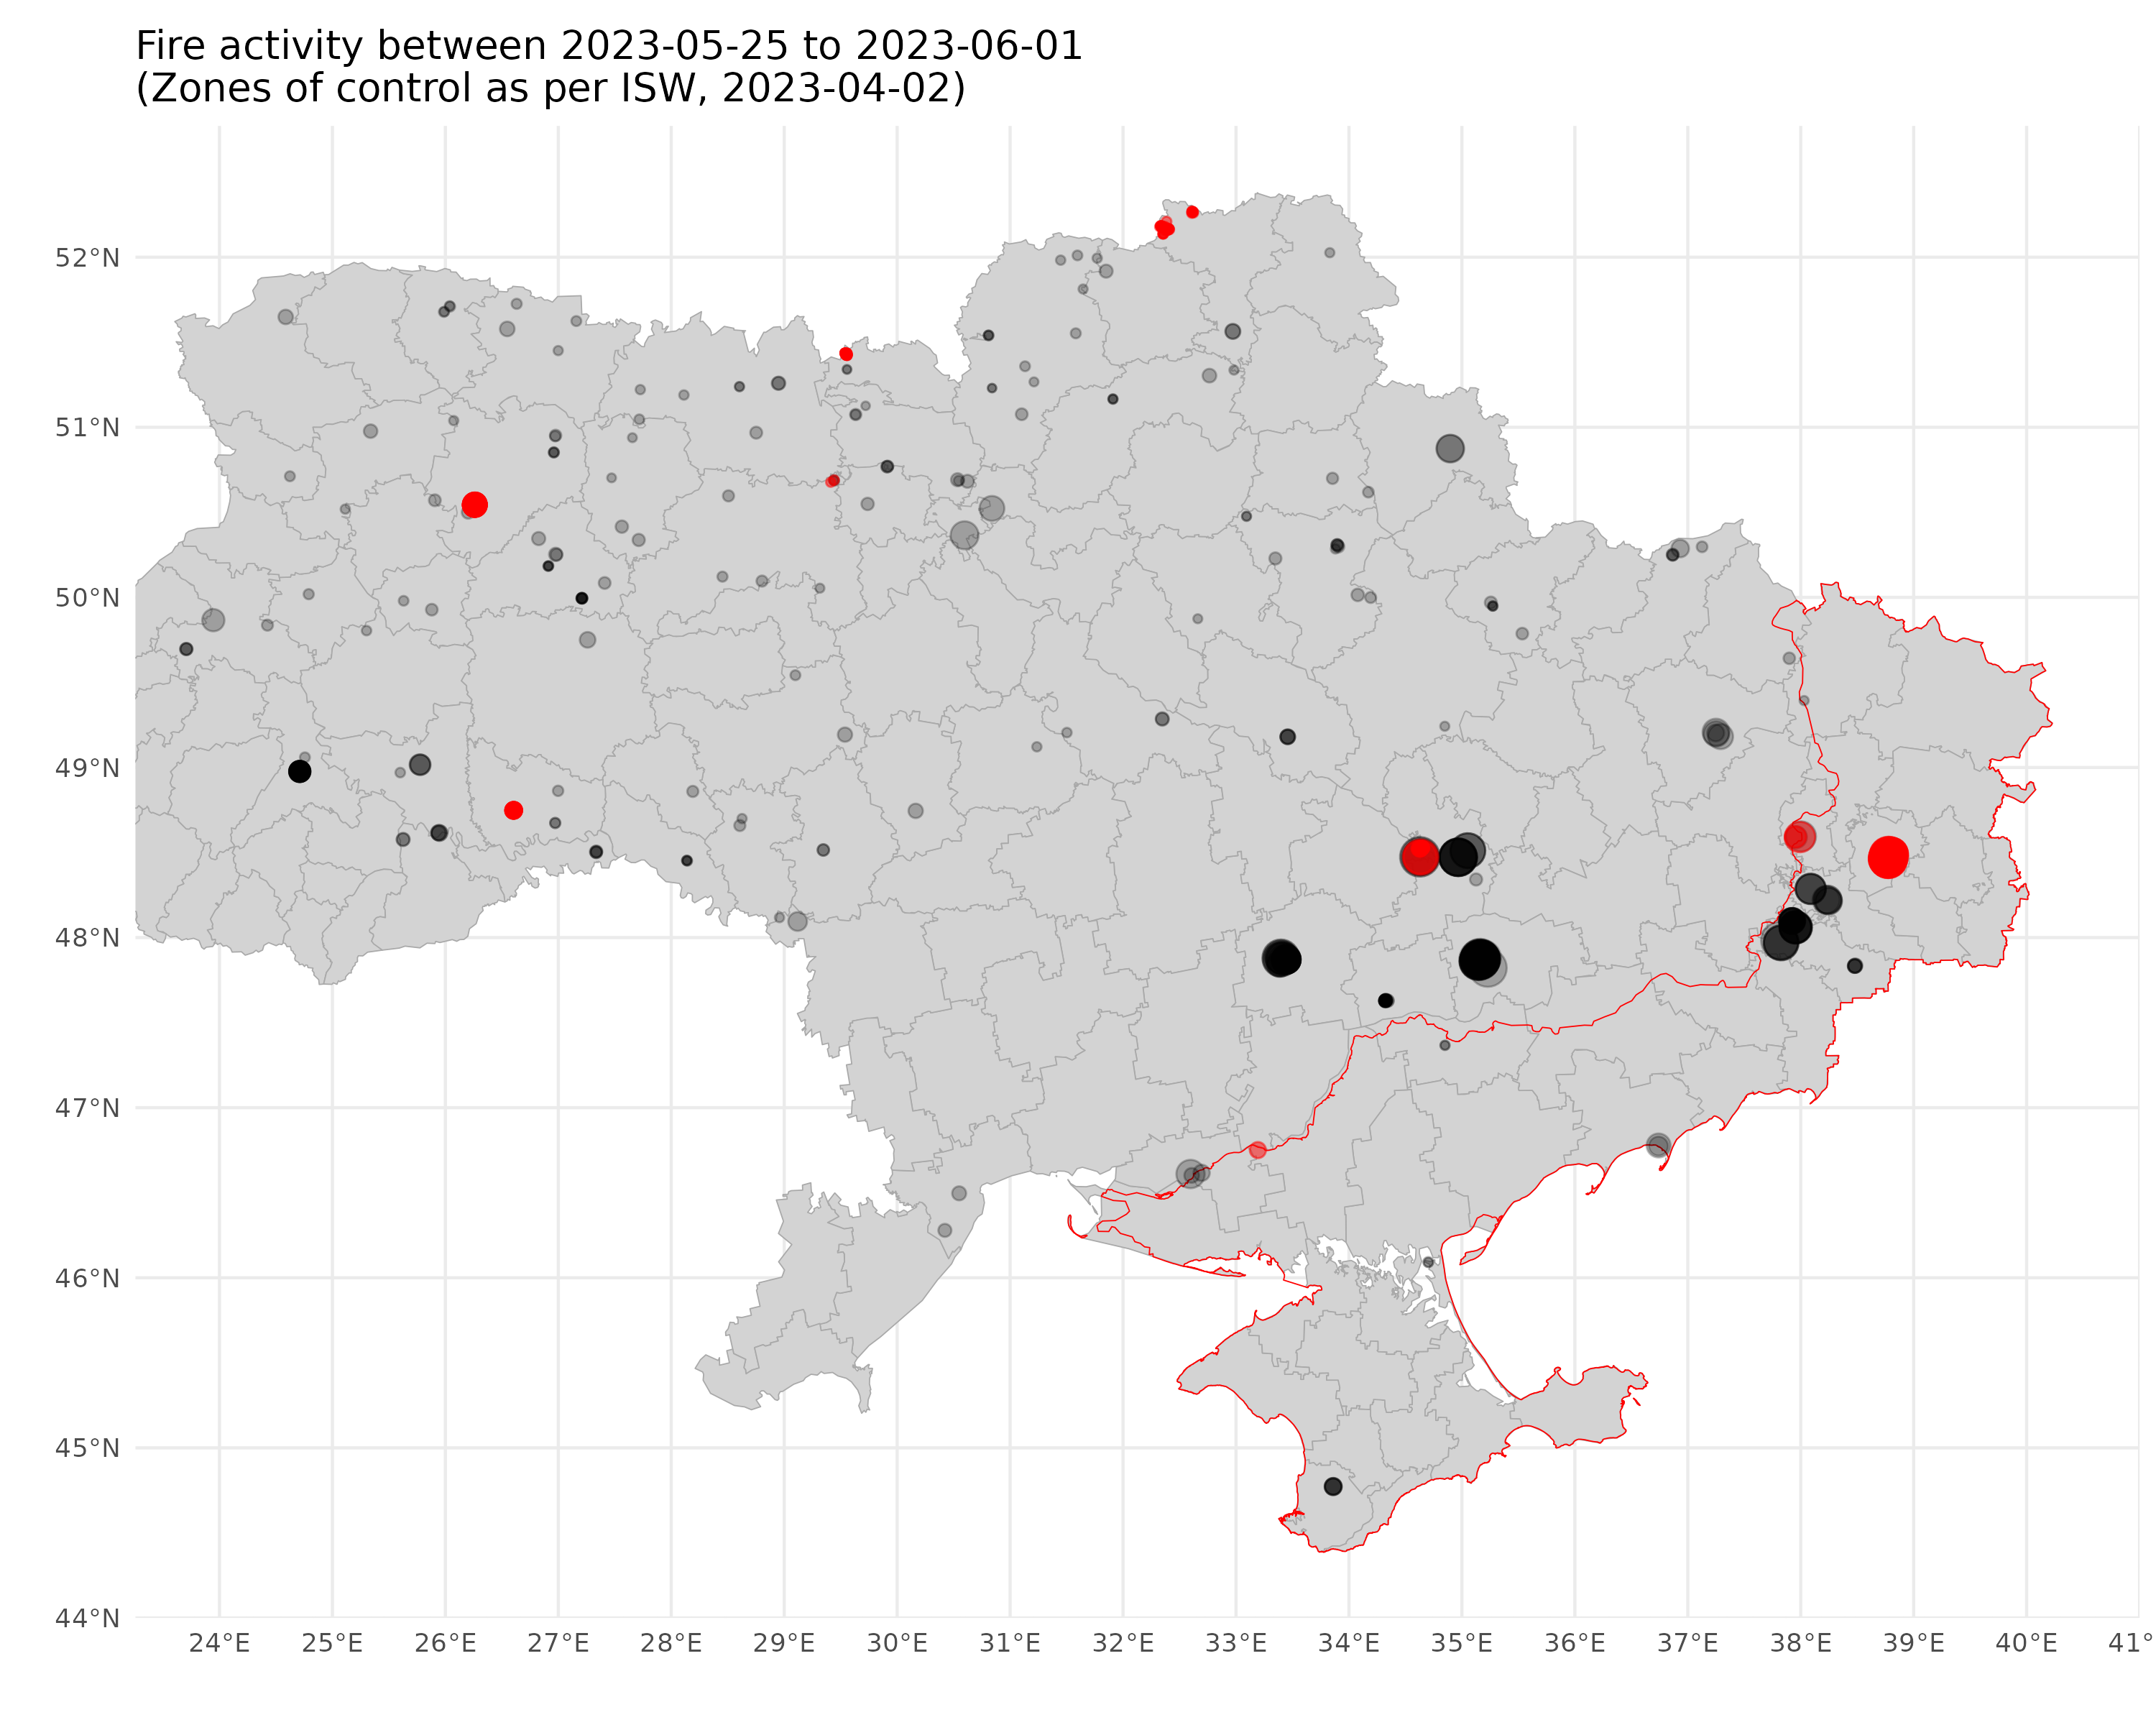 Fire activity between 2023-05-25 to 2023-06-01
(Zones of control as per ISW, 2023-04-02)
52°N
51°N
50°N
49°N
48°N
47°N
46°N
45°N
44°N
24°E 25°E 26°E 27°E 28°E 29°E 30°E 31°E 32°E 33°E 34°E 35°E 36°E 37°E 38°E 39°E 40°E 41°